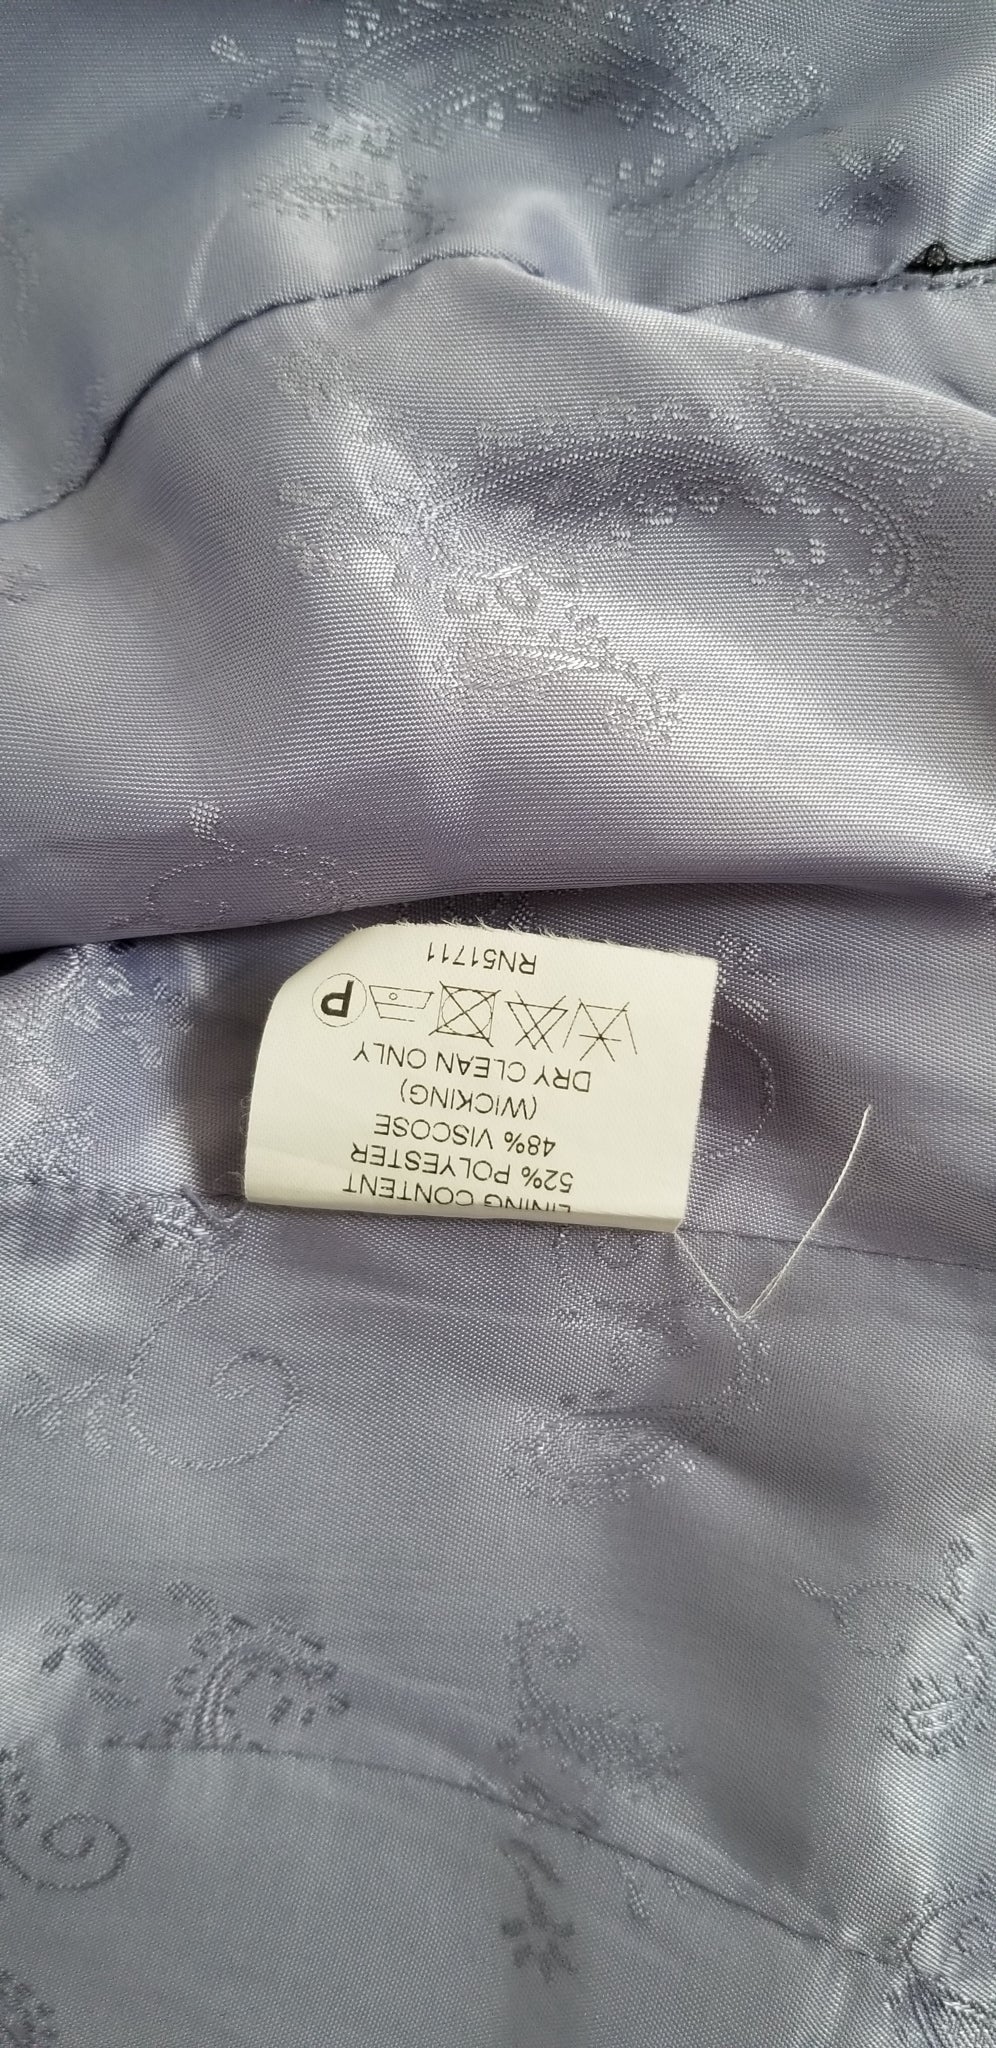 LINING CONTENT
52% POLYESTER
48% VISCOSE
(WICKING)
DRY CLEAN ONLY
P
RN51711